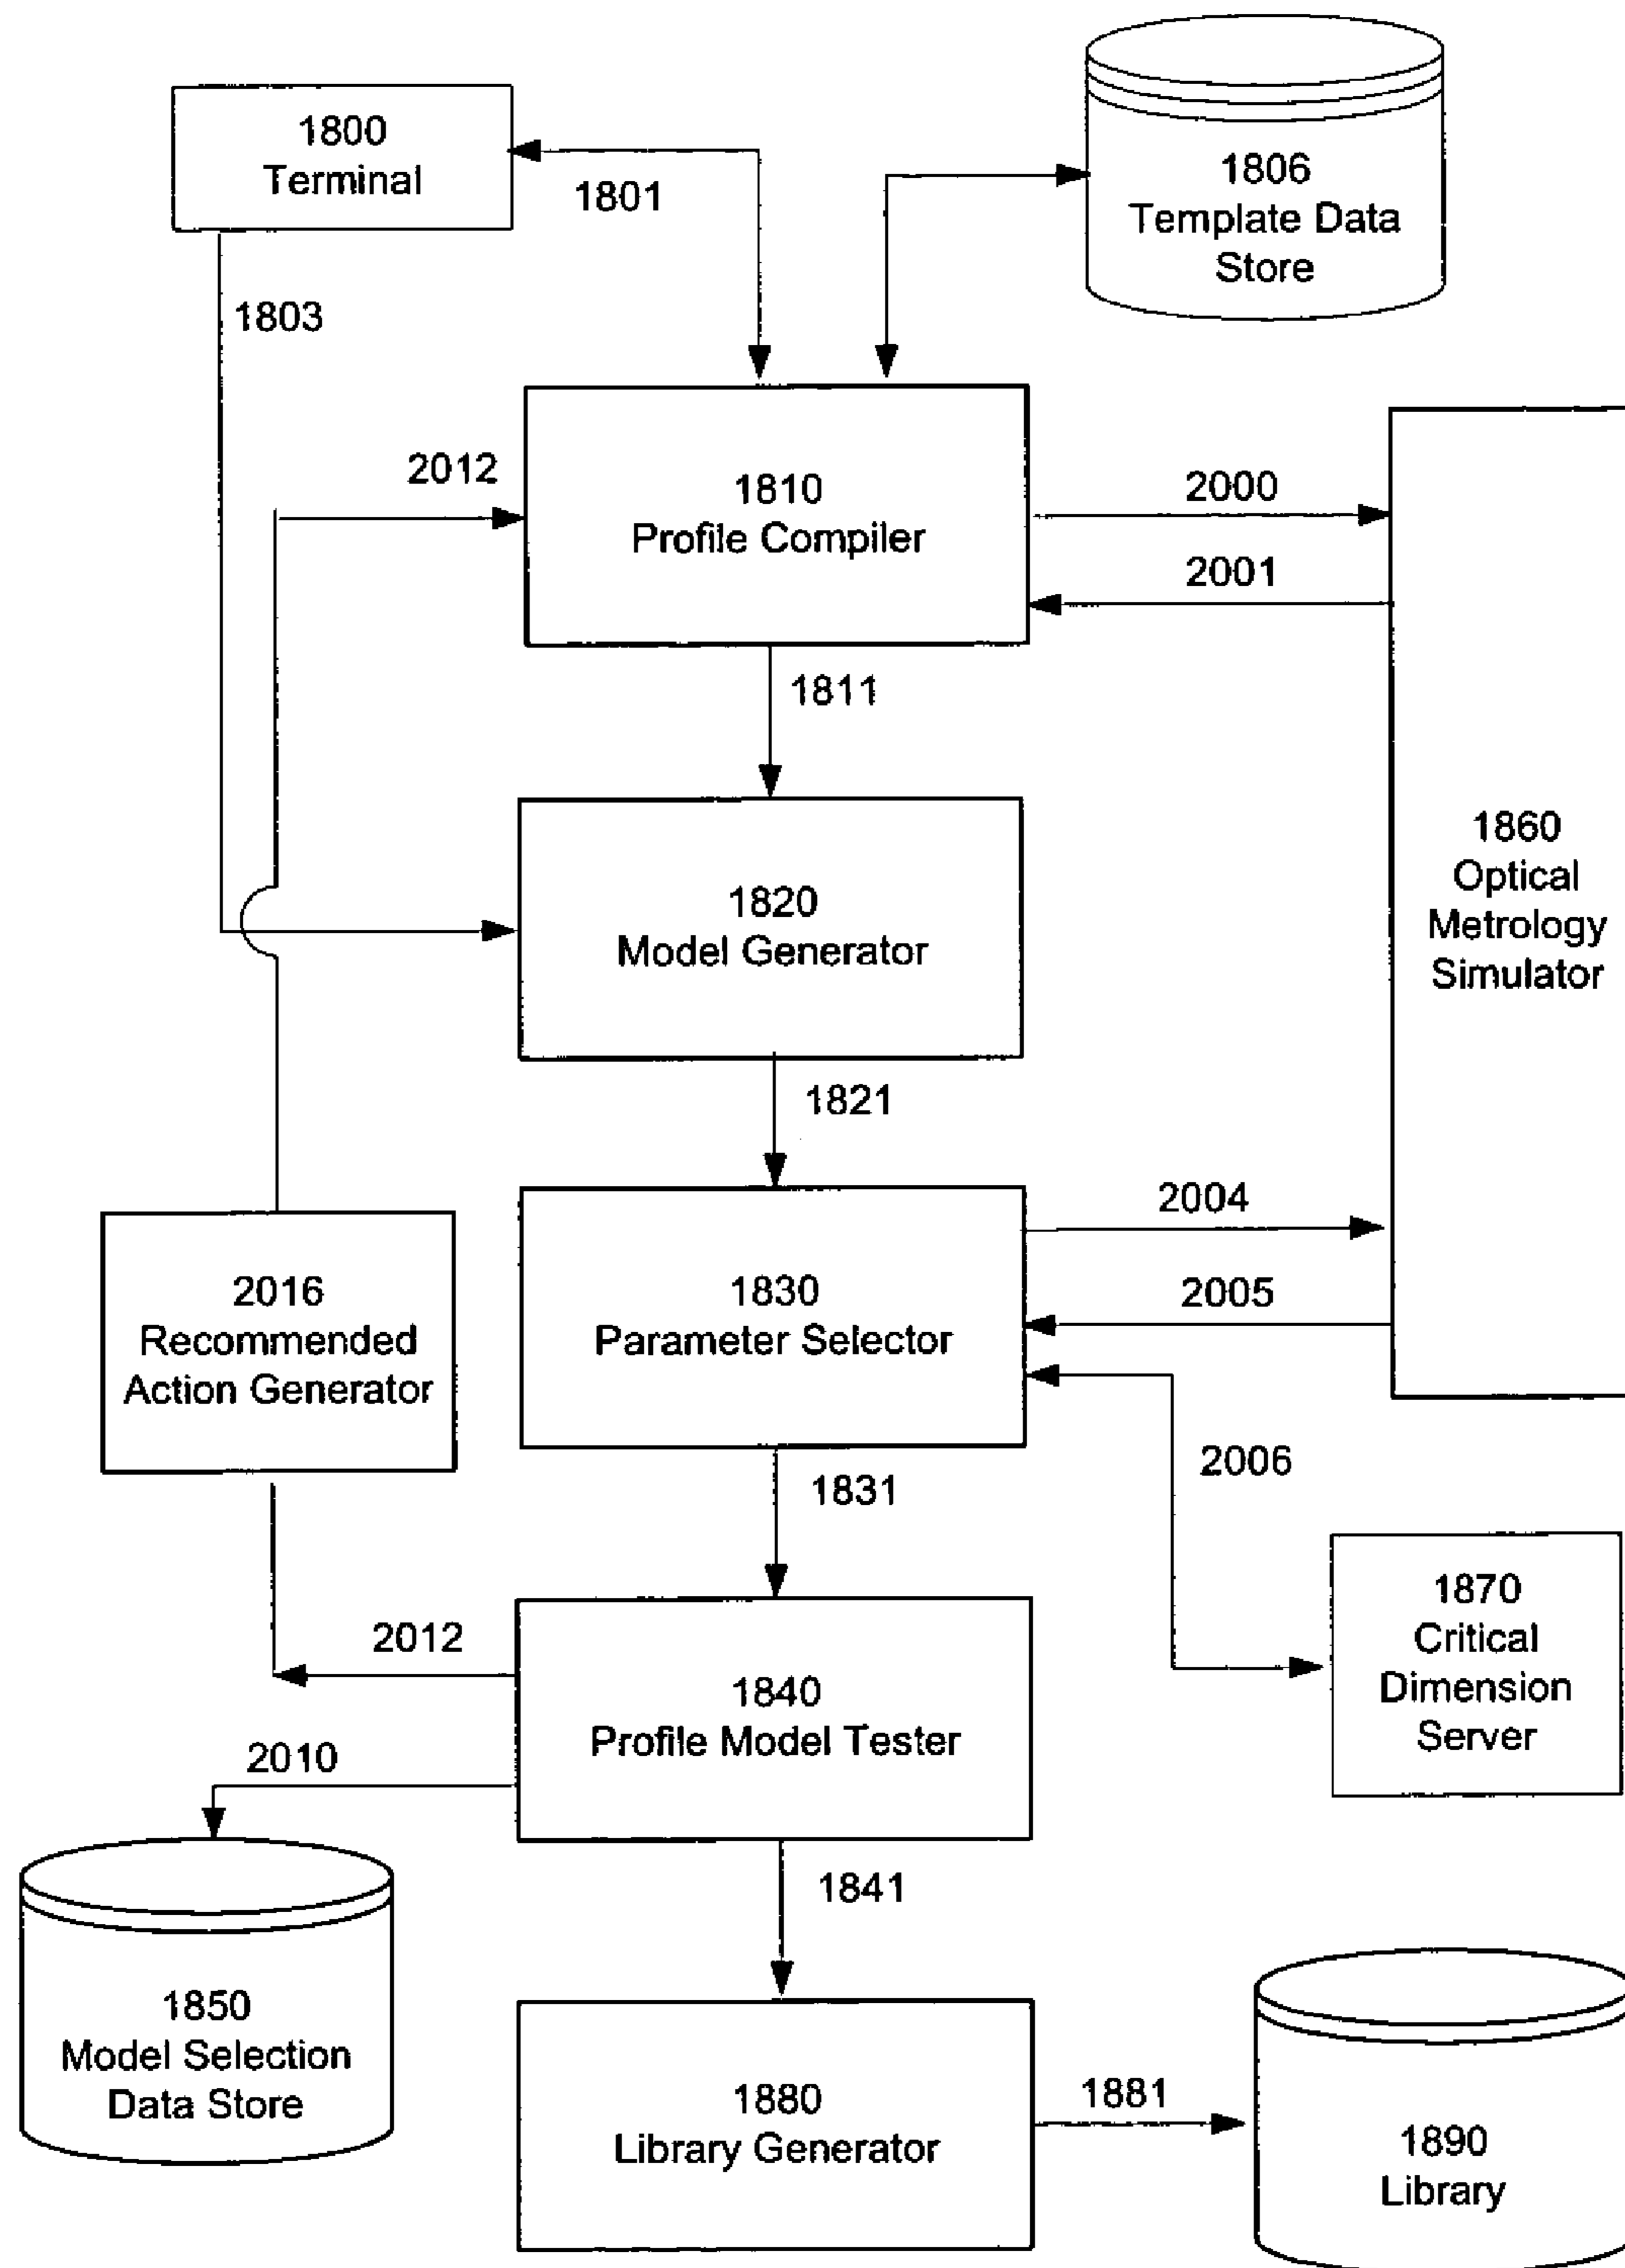 1800
Terminal
1801
1806
Template Data
Store
1803
2012
1810
Profile Compiler
2000
2001
1811
1860
Optical
Metrology
Simulator
1820
Model Generator
1821
2004
2016
Recommended
Action Generator
1830
Parameter Selector
2005
2006
1831
1870
Critical
Dimension
Server
2012
1840
Profile Model Tester
2010
1841
1850
Model Selection
Data Store
1880
Library Generator
1881
1890
Library